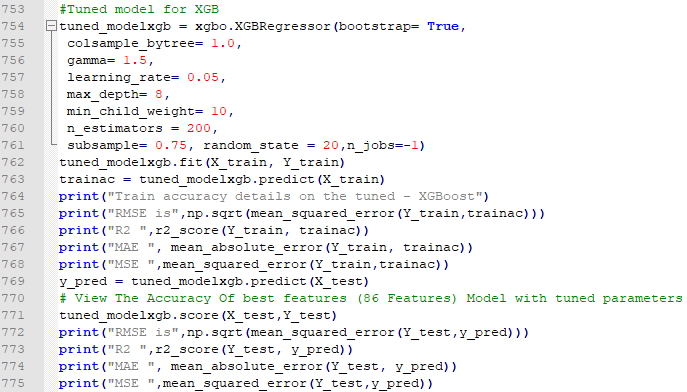 753 #Tuned model for XGB
754 tuned_modelxgb = xgbo.XGBRegressor(bootstrap= True,
755 colsample_bytree= 1.0,
756 gamma= 1.5,
757 learning_rate= 0.05,
758 max_depth= 8,
759 min_child_weight= 10,
760 n_estimators = 200,
761 subsample= 0.75, random_state = 20,n_jobs=-1)
762 tuned_modelxgb.fit(X_train, Y_train)
763 trainac = tuned_modelxgb.predict(X_train)
764 print("Train accuracy details on the tuned - XGBoost")
765 print("RMSE is",np.sqrt(mean_squared_error(Y_train,trainac)))
766 print("R2 ",r2_score(Y_train, trainac))
767 print("MAE ", mean_absolute_error(Y_train, trainac))
768 print("MSE ",mean_squared_error(Y_train,trainac))
769 y_pred = tuned_modelxgb.predict(X_test)
770 # View The Accuracy Of best features (86 Features) Model with tuned parameters
771 tuned_modelxgb.score(X_test,Y_test)
772 print("RMSE is",np.sqrt(mean_squared_error(Y_test,y_pred)))
773 print("R2 ",r2_score(Y_test, y_pred))
774 print("MAE ", mean_absolute_error(Y_test, y_pred))
775 print("MSE ",mean_squared_error(Y_test,y_pred))